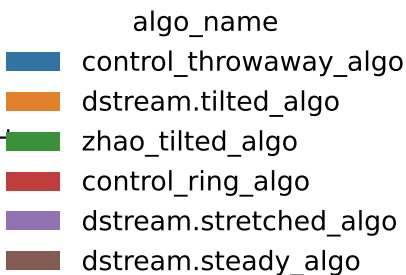 algo_name
control_throwaway_algo
dstream.tilted_algo
zhao_tilted_algo
control_ring_algo
dstream.stretched_algo
dstream.steady_algo